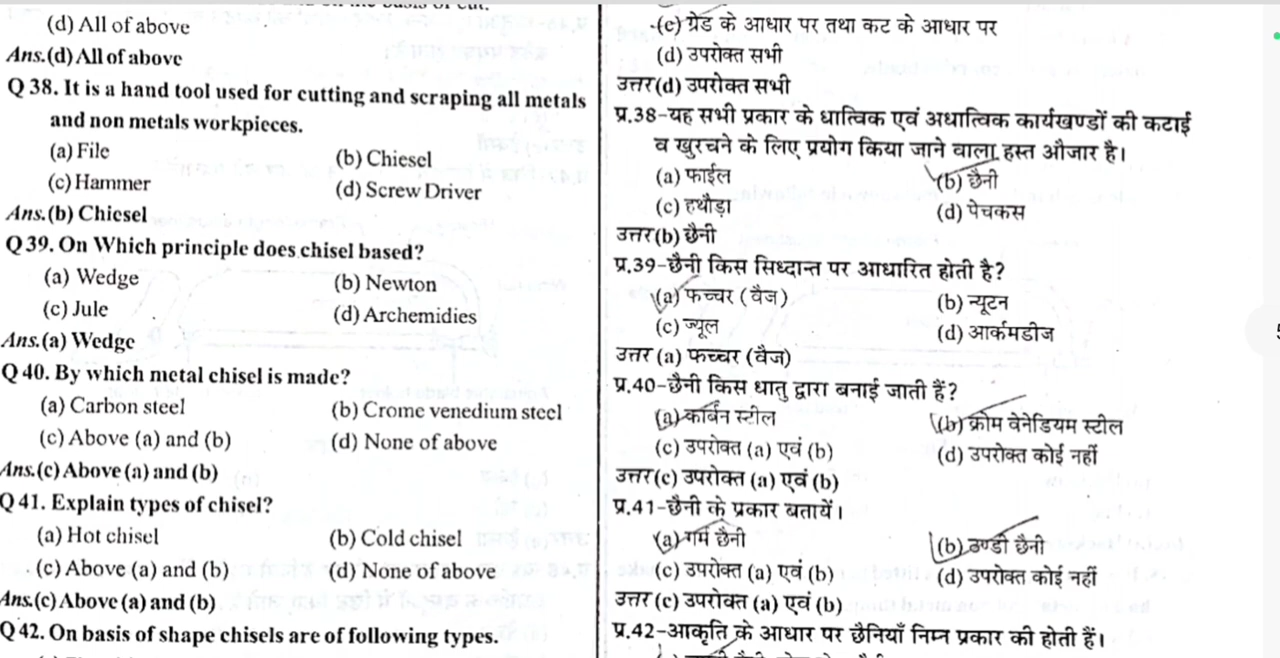 (d) All of above
Ans.(d) All of above
Q 38. It is a hand tool used for cutting and scraping all metals
and non metals workpieces.
(a) File (b) Chiesel
(c) Hammer (d) Screw Driver
Ans.(b) Chiesel
Q 39. On Which principle does chisel based?
(a) Wedge (b) Newton
(c) Jule (d) Archemidies
Ans.(a) Wedge
Q 40. By which metal chisel is made?
(a) Carbon steel (b) Crome venedium steel
(c) Above (a) and (b) (d) None of above
Ans.(c) Above (a) and (b)
Q 41. Explain types of chisel?
(a) Hot chisel (b) Cold chisel
(c) Above (a) and (b) (d) None of above
Ans.(c) Above (a) and (b)
Q 42. On basis of shape chisels are of following types.
(c) ग्रेड के आधार पर तथा कट के आधार पर
(d) उपरोक्त सभी
उत्तर (d) उपरोक्त सभी
प्र.38-यह सभी प्रकार के धात्विक एवं अधात्विक कार्यखण्डों की कटाई
व खुरचने के लिए प्रयोग किया जाने वाला हस्त औजार है।
(a) फाईल (b) छैनी
(c) हथौड़ा (d) पेचकस
उत्तर (b) छैनी
प्र.39-छैनी किस सिध्दान्त पर आधारित होती है?
(a) फच्चर (वैज) (b) न्यूटन
(c) ज्यूल (d) आर्कमडीज
उत्तर (a) फच्चर (वैज)
प्र.40-छैनी किस धातु द्वारा बनाई जाती हैं?
(a) कार्बन स्टील (b) क्रोम वेनेडियम स्टील
(c) उपरोक्त (a) एवं (b) (d) उपरोक्त कोई नहीं
उत्तर (c) उपरोक्त (a) एवं (b)
प्र.41-छैनी के प्रकार बतायें।
(a) गर्म छैनी (b) ठण्डी छैनी
(c) उपरोक्त (a) एवं (b) (d) उपरोक्त कोई नहीं
उत्तर (c) उपरोक्त (a) एवं (b)
प्र.42-आकृति के आधार पर छैनियाँ निम्न प्रकार की होती हैं।